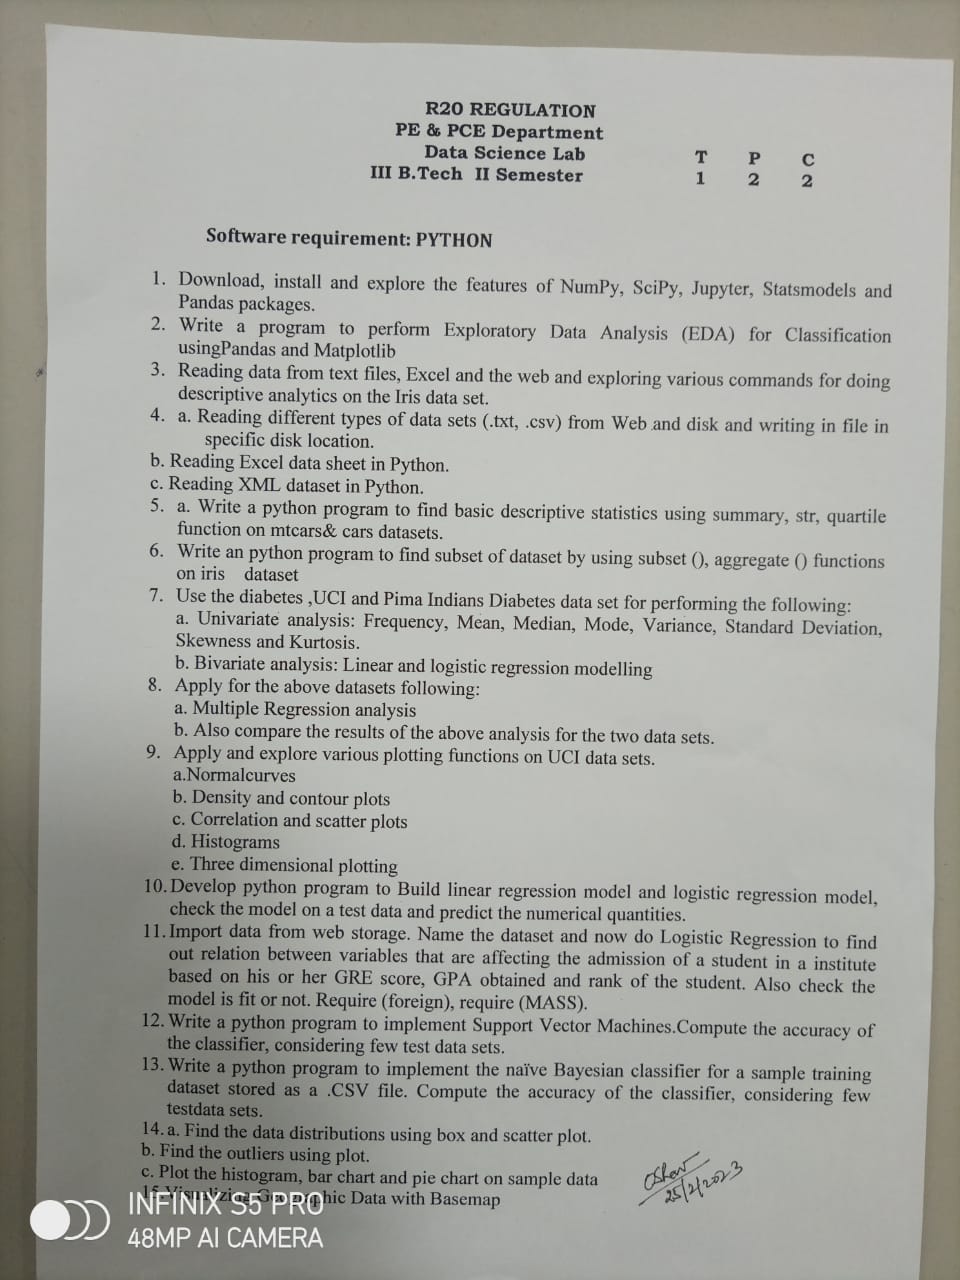 R20 REGULATION
PE & PCE Department
Data Science Lab
III B.Tech II Semester
T P C
1 2 2
Software requirement: PYTHON
1. Download, install and explore the features of NumPy, SciPy, Jupyter, Statsmodels and
Pandas packages.
2. Write a program to perform Exploratory Data Analysis (EDA) for Classification
usingPandas and Matplotlib
3. Reading data from text files, Excel and the web and exploring various commands for doing
descriptive analytics on the Iris data set.
4. a. Reading different types of data sets (.txt, .csv) from Web and disk and writing in file in
specific disk location.
b. Reading Excel data sheet in Python.
c. Reading XML dataset in Python.
5. a. Write a python program to find basic descriptive statistics using summary, str, quartile
function on mtcars& cars datasets.
6. Write an python program to find subset of dataset by using subset (), aggregate () functions
on iris dataset
7. Use the diabetes ,UCI and Pima Indians Diabetes data set for performing the following:
a. Univariate analysis: Frequency, Mean, Median, Mode, Variance, Standard Deviation,
Skewness and Kurtosis.
b. Bivariate analysis: Linear and logistic regression modelling
8. Apply for the above datasets following:
a. Multiple Regression analysis
b. Also compare the results of the above analysis for the two data sets.
9. Apply and explore various plotting functions on UCI data sets.
a.Normalcurves
b. Density and contour plots
c. Correlation and scatter plots
d. Histograms
e. Three dimensional plotting
10. Develop python program to Build linear regression model and logistic regression model,
check the model on a test data and predict the numerical quantities.
11. Import data from web storage. Name the dataset and now do Logistic Regression to find
out relation between variables that are affecting the admission of a student in a institute
based on his or her GRE score, GPA obtained and rank of the student. Also check the
model is fit or not. Require (foreign), require (MASS).
12. Write a python program to implement Support Vector Machines.Compute the accuracy of
the classifier, considering few test data sets.
13. Write a python program to implement the naïve Bayesian classifier for a sample training
dataset stored as a .CSV file. Compute the accuracy of the classifier, considering few
testdata sets.
14. a. Find the data distributions using box and scatter plot.
b. Find the outliers using plot.
c. Plot the histogram, bar chart and pie chart on sample data
15 Visualizing Geographic Data with Basemap
25/2/2023
INFINIX S5 PRO
48MP AI CAMERA